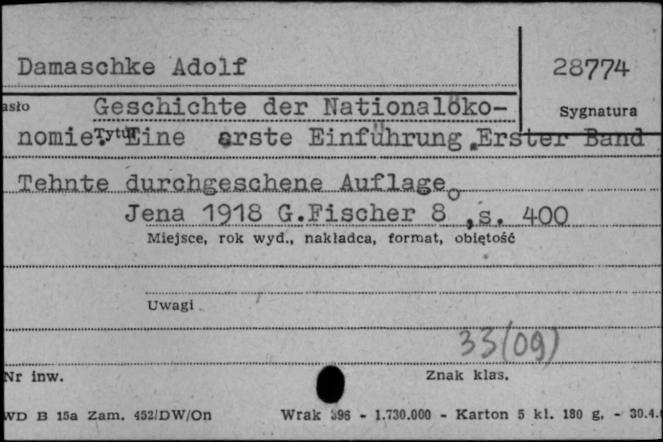 Damaschke Adolf
28774
asło
Geschichte der Nationalöko-
Sygnatura
nomie. Tytuł Eine erste Einführung.Erster Band
Tehnte durchgesehene Auflage
Jena 1918 G.Fischer 8°,s. 400
Miejsce, rok wyd., nakładca, format, objętość
Uwagi
33(09)
Nr inw.
Znak klas.
WD B 15a Zam. 452/DW/On
Wrak 396 - 1.730.000 - Karton 5 kl. 180 g. - 30.4.